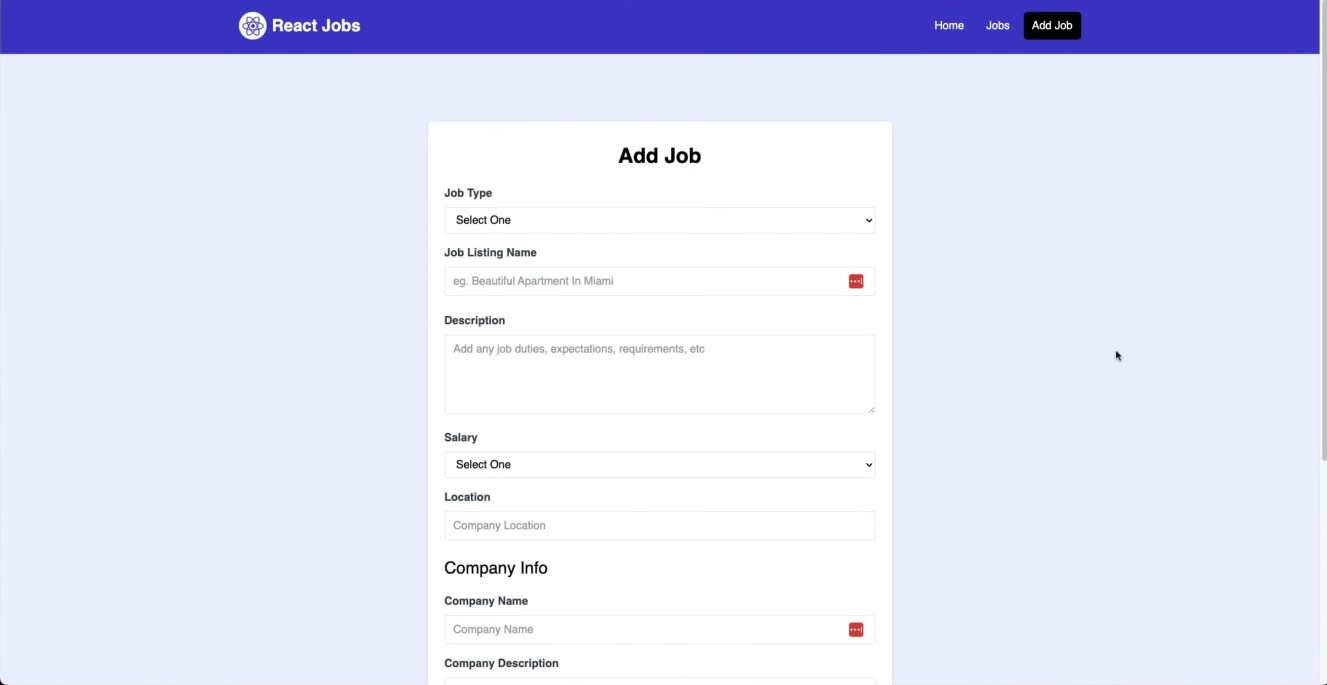 React Jobs
Home Jobs Add Job
Add Job
Job Type
Select One
Job Listing Name
eg. Beautiful Apartment In Miami
Description
Add any job duties, expectations, requirements, etc
Salary
Select One
Location
Company Location
Company Info
Company Name
Company Name
Company Description